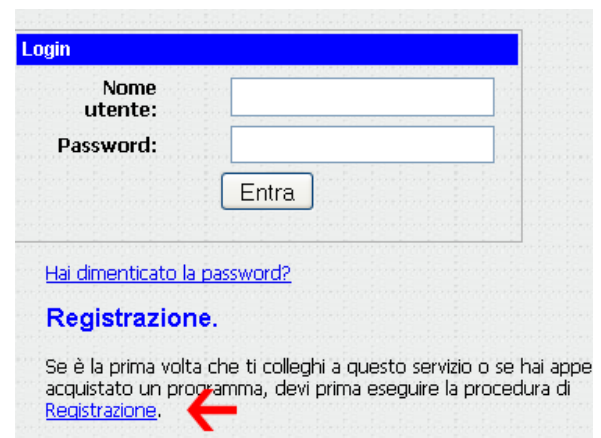 Login
Nome
utente:
Password:
Entra
Hai dimenticato la password?
Registrazione.
Se è la prima volta che ti colleghi a questo servizio o se hai appe
acquistato un programma, devi prima eseguire la procedura di
Registrazione.